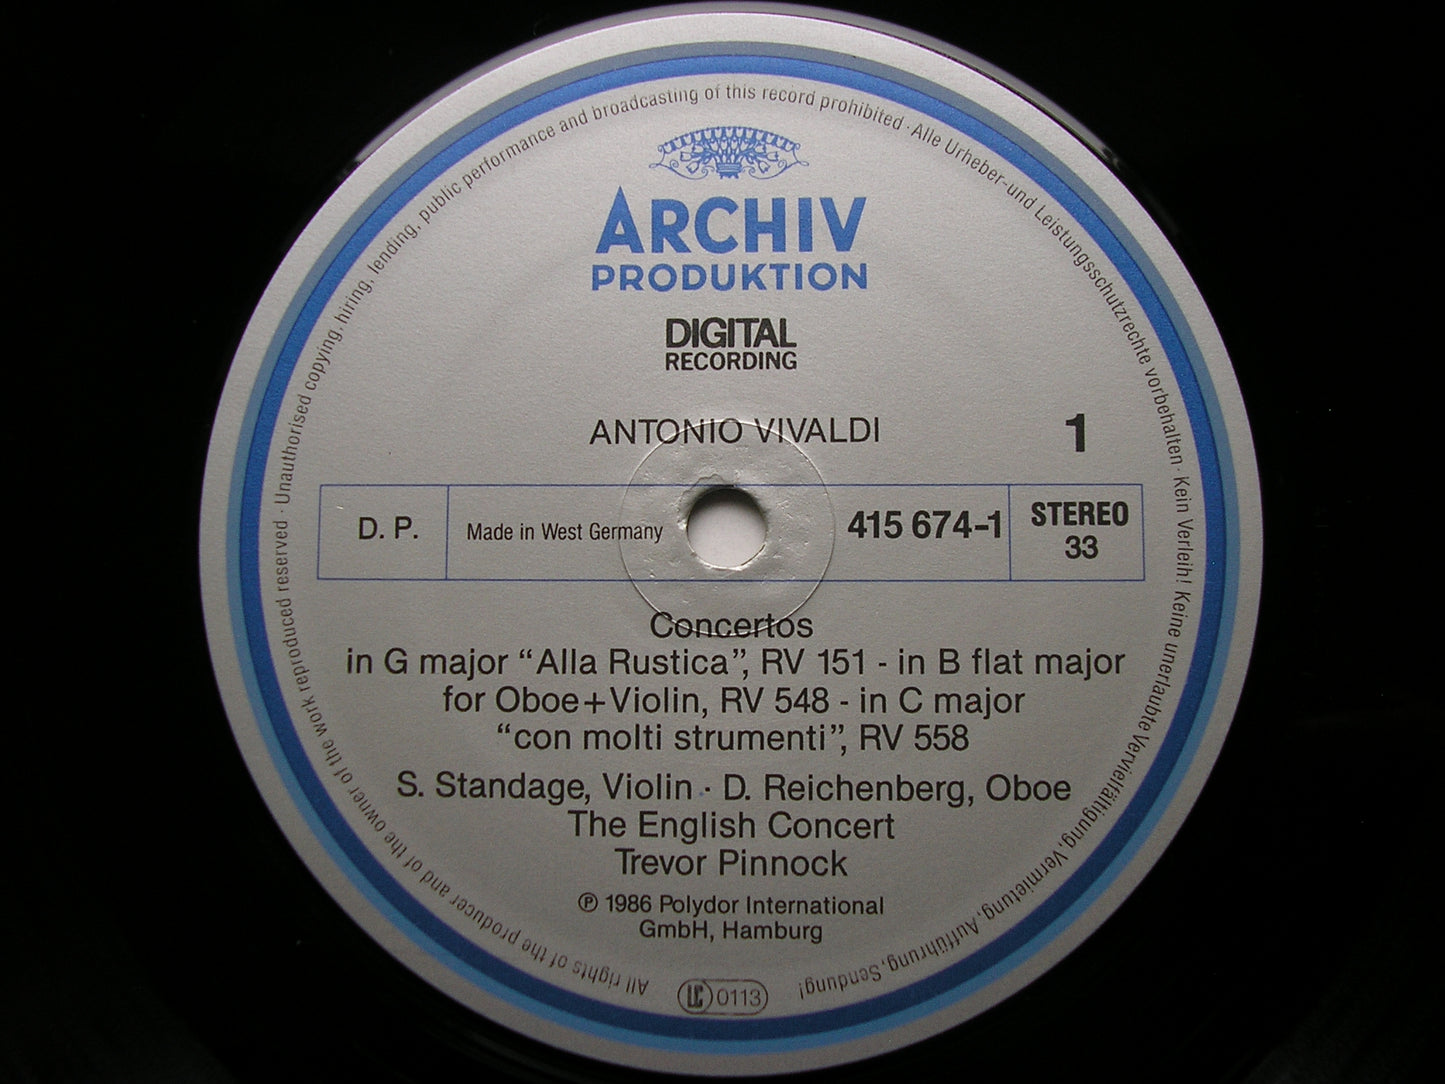 All rights of the producer and of the owner of the work reproduced reserved · Unauthorised copying, hiring, lending, public performance and broadcasting of this record prohibited · Alle Urheber- und Leistungsschutzrechte vorbehalten · Kein Verleih! Keine unerlaubte Vervielfältigung, Vermietung, Aufführung, Sendung!
ARCHIV
PRODUKTION
DIGITAL
RECORDING
ANTONIO VIVALDI
1
D. P.
Made in West Germany
415 674-1
STEREO
33
Concertos
in G major “Alla Rustica”, RV 151 - in B flat major
for Oboe+Violin, RV 548 - in C major
“con molti strumenti”, RV 558
S. Standage, Violin · D. Reichenberg, Oboe
The English Concert
Trevor Pinnock
℗ 1986 Polydor International
GmbH, Hamburg
LC 0113